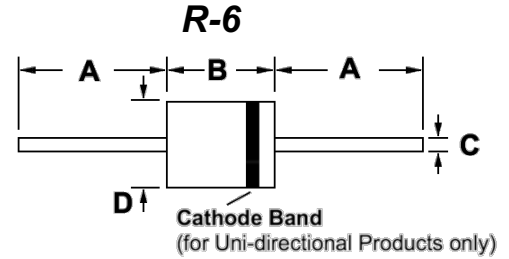 R-6
A B A
C
D
Cathode Band
(for Uni-directional Products only)